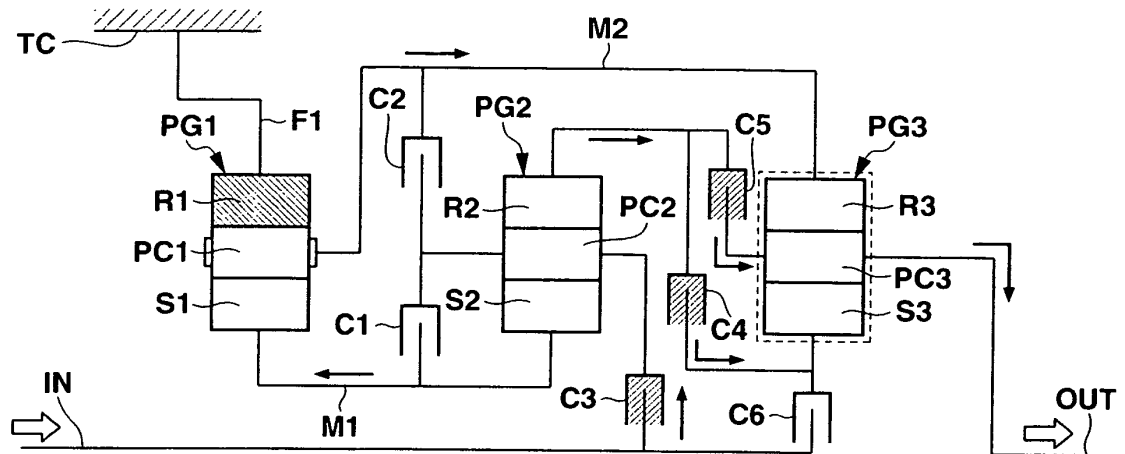 TC
M2
C2
PG2
C5
PG3
PG1
F1
R1
R2
PC2
R3
PC1
PC3
S1
S2
S3
C1
C4
IN
M1
C3
C6
OUT